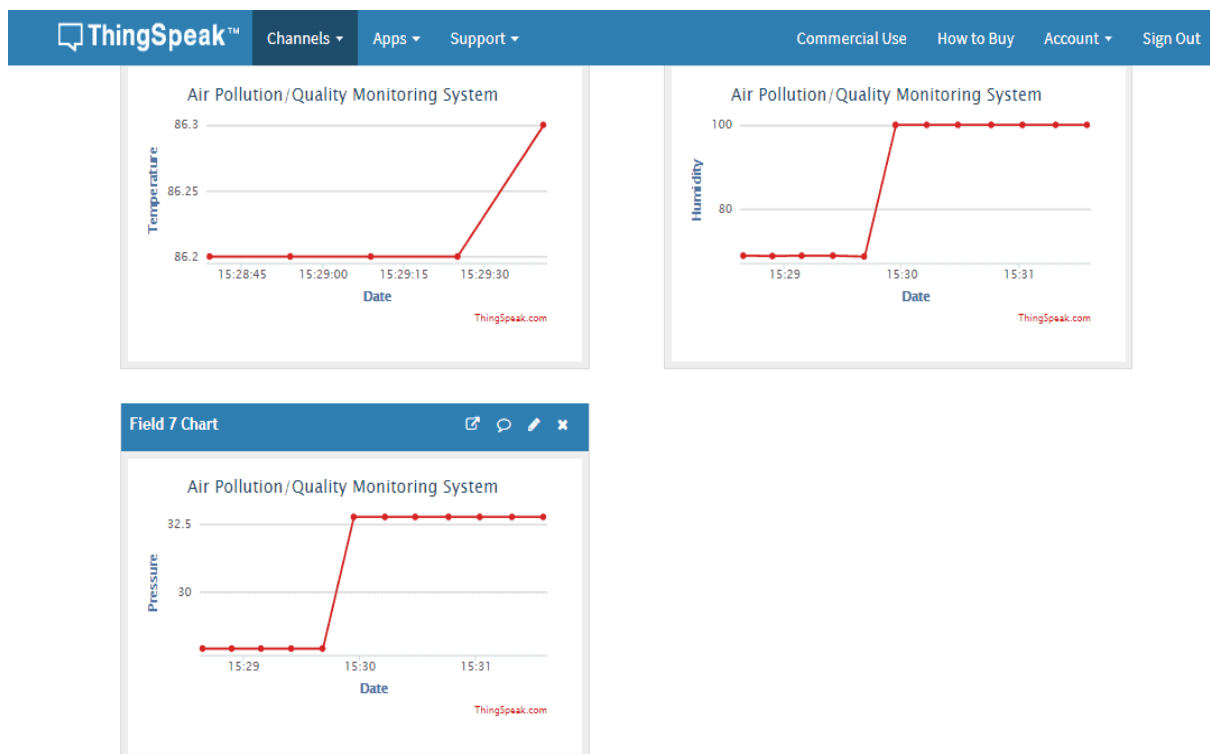 ThingSpeak™ Channels Apps Support Commercial Use How to Buy Account Sign Out
Air Pollution/Quality Monitoring System
86.3
86.25
86.2
Temperature
15:28:45 15:29:00 15:29:15 15:29:30
Date
ThingSpeak.com
Air Pollution/Quality Monitoring System
100
80
Humidity
15:29 15:30 15:31
Date
ThingSpeak.com
Field 7 Chart
Air Pollution/Quality Monitoring System
32.5
30
Pressure
15:29 15:30 15:31
Date
ThingSpeak.com